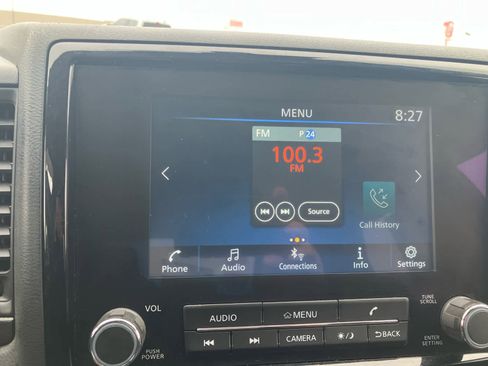 MENU 8:27
FM P 24
100.3
FM
Source
Call History
Phone Audio Connections Info Settings
VOL
AUDIO MENU
TUNE
SCROLL
CAMERA BACK
PUSH
POWER
ENTER
SETTING